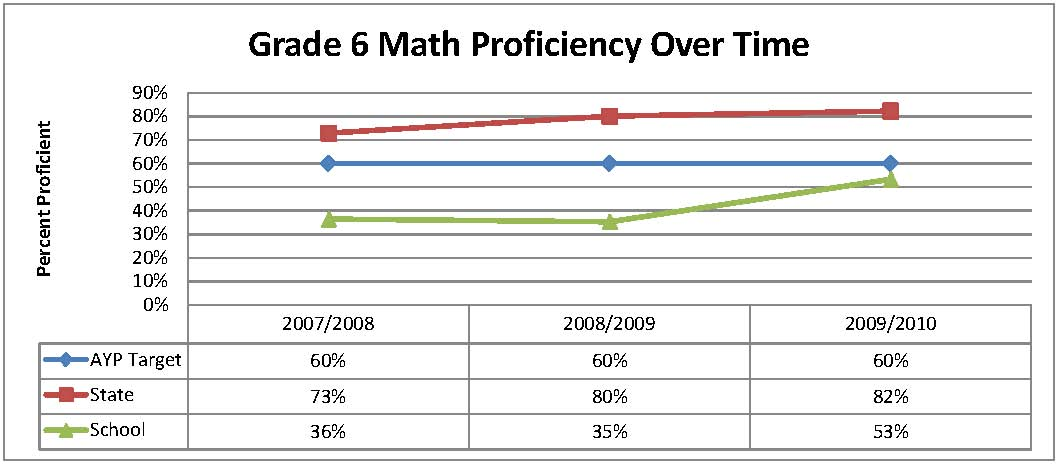 Grade 6 Math Proficiency Over Time
Percent Proficient
90%
80%
70%
60%
50%
40%
30%
20%
10%
0%
2007/2008 2008/2009 2009/2010
AYP Target 60% 60% 60%
State 73% 80% 82%
School 36% 35% 53%